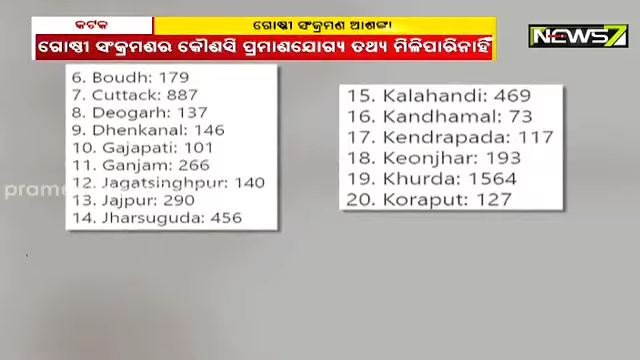 କଟକ
ଗୋଷ୍ଠୀ ସଂକ୍ରମଣ ଆଶଙ୍କା
ଗୋଷ୍ଠୀ ସଂକ୍ରମଣର କୌଣସି ପ୍ରମାଣଯୋଗ୍ୟ ତଥ୍ୟ ମିଳିପାରିନାହିଁ
NEWS7
6. Boudh: 179
7. Cuttack: 887
8. Deogarh: 137
9. Dhenkanal: 146
10. Gajapati: 101
11. Ganjam: 266
12. Jagatsinghpur: 140
13. Jajpur: 290
14. Jharsuguda: 456
15. Kalahandi: 469
16. Kandhamal: 73
17. Kendrapada: 117
18. Keonjhar: 193
19. Khurda: 1564
20. Koraput: 127